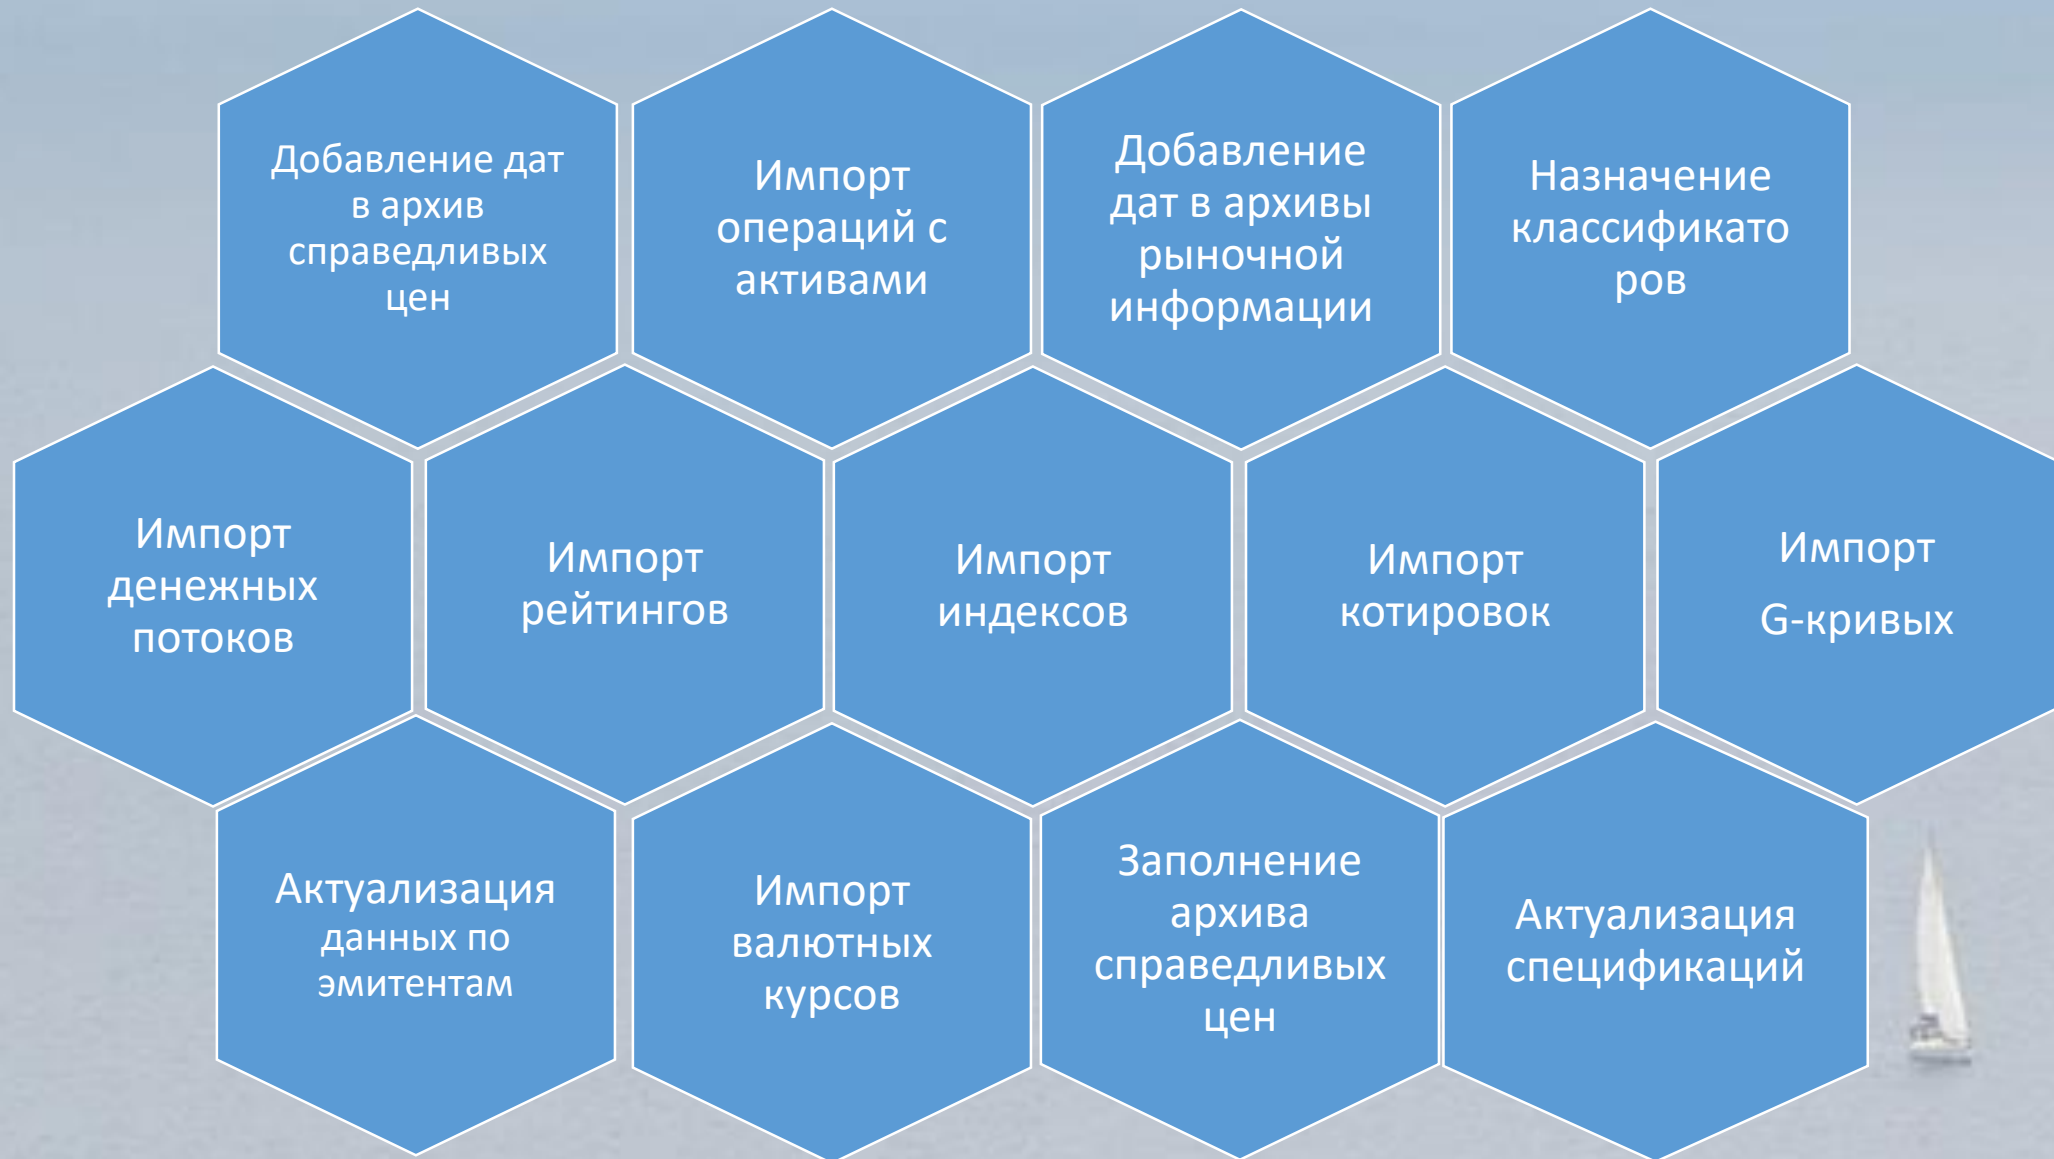 Добавление дат
в архив
справедливых
цен
Импорт
операций с
активами
Добавление
дат в архивы
рыночной
информации
Назначение
классификато
ров
Импорт
денежных
потоков
Импорт
рейтингов
Импорт
индексов
Импорт
котировок
Импорт
G-кривых
Актуализация
данных по
эмитентам
Импорт
валютных
курсов
Заполнение
архива
справедливых
цен
Актуализация
спецификаций